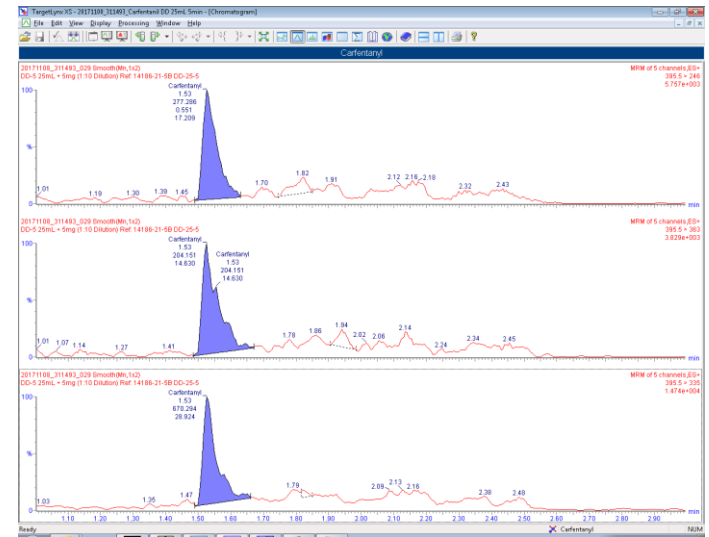 TargetLynx XS - 20171108_311493_Carfentanil DD 25mL 5min - [Chromatogram]
File Edit View Display Processing Window Help
Carfentanyl
20171108_311493_029 Smooth(Mn,1x2)
DD-5 25mL + 5mg (1:10 Dilution) Ref 14186-21-5B DD-25-5
MRM of 5 channels,ES+
395.5 > 246
5.757e+003
Carfentanyl
1.53
277.286
0.551
17.209
100
%
0
1.01
1.19
1.30
1.39
1.45
1.70
1.82
1.91
2.12
2.16
2.18
2.32
2.43
min
20171108_311493_029 Smooth(Mn,1x2)
DD-5 25mL + 5mg (1:10 Dilution) Ref 14186-21-5B DD-25-5
MRM of 5 channels,ES+
395.5 > 363
3.829e+003
Carfentanyl
1.53
204.151
14.630
Carfentanyl
1.53
204.151
14.630
100
%
0
1.01
1.07
1.14
1.27
1.41
1.78
1.86
1.94
2.02
2.06
2.14
2.24
2.34
2.45
min
20171108_311493_029 Smooth(Mn,1x2)
DD-5 25mL + 5mg (1:10 Dilution) Ref 14186-21-5B DD-25-5
MRM of 5 channels,ES+
395.5 > 335
1.474e+004
Carfentanyl
1.53
678.294
28.924
100
%
0
1.03
1.35
1.47
1.79
2.09
2.13
2.16
2.38
2.48
min
1.10 1.20 1.30 1.40 1.50 1.60 1.70 1.80 1.90 2.00 2.10 2.20 2.30 2.40 2.50 2.60 2.70 2.80 2.90
Ready
Carfentanyl
NUM